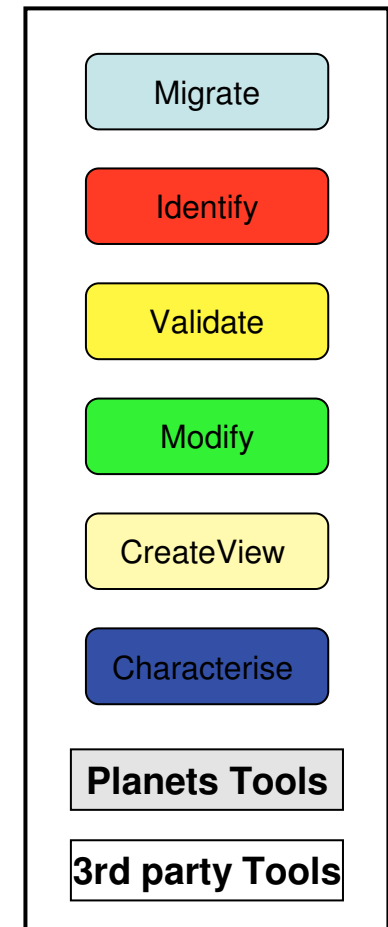 Migrate
Identify
Validate
Modify
CreateView
Characterise
Planets Tools
3rd party Tools